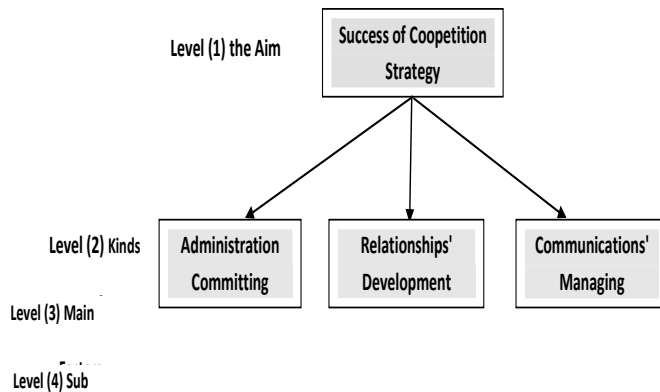 Success of Coopetition
Strategy
Level (1) the Aim
Level (2) Kinds
Administration
Committing
Relationships'
Development
Communications'
Managing
Level (3) Main
Level (4) Sub